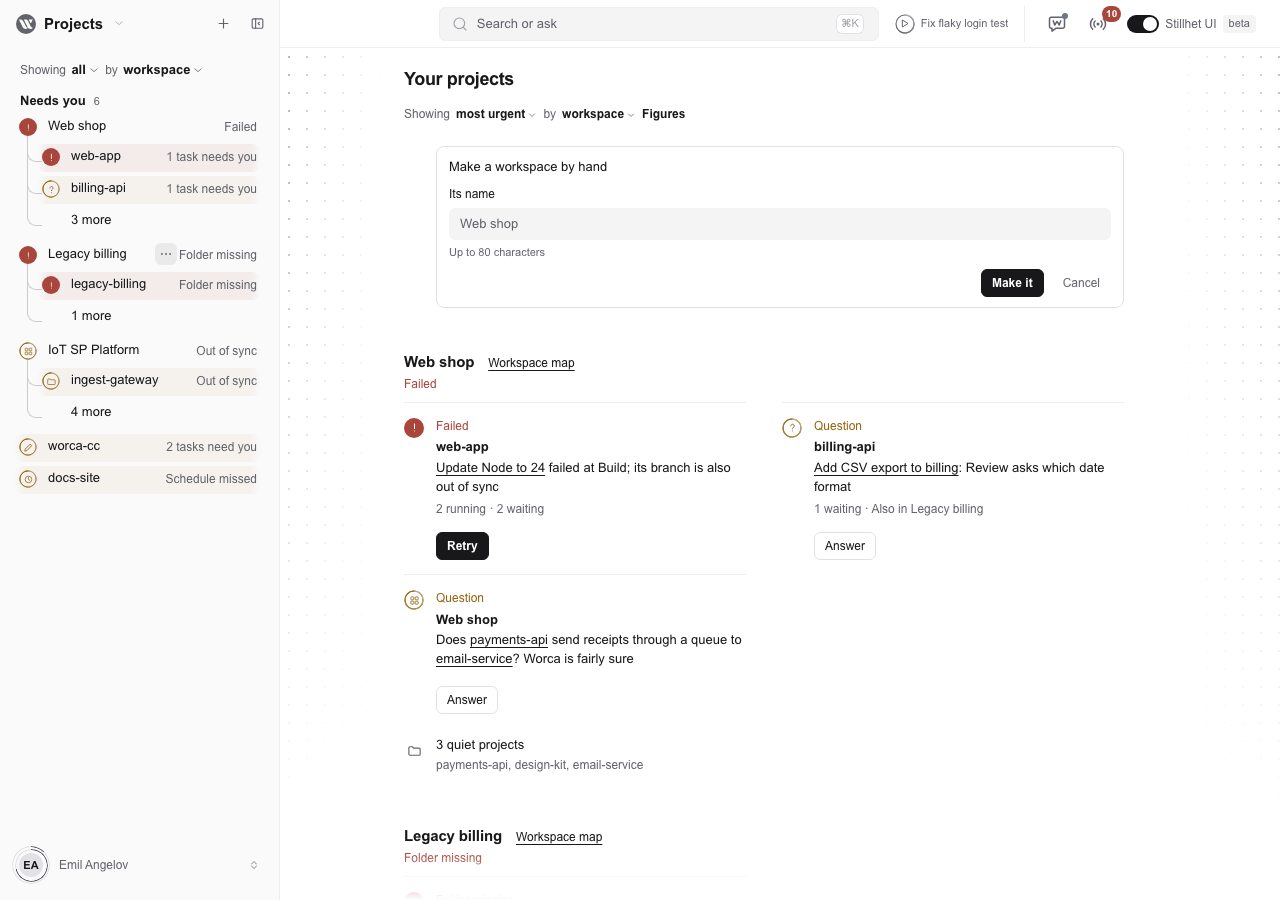 Projects
Search or ask
⌘K
Fix flaky login test
10
Stillhet UI
beta
Showing all by workspace
Needs you 6
Web shop Failed
web-app 1 task needs you
billing-api 1 task needs you
3 more
Legacy billing ... Folder missing
legacy-billing Folder missing
1 more
IoT SP Platform Out of sync
ingest-gateway Out of sync
4 more
worca-cc 2 tasks need you
docs-site Schedule missed
EA Emil Angelov
Your projects
Showing most urgent by workspace Figures
Make a workspace by hand
Its name
Web shop
Up to 80 characters
Make it Cancel
Web shop Workspace map
Failed
Failed
web-app
Update Node to 24 failed at Build; its branch is also
out of sync
2 running · 2 waiting
Retry
Question
billing-api
Add CSV export to billing: Review asks which date
format
1 waiting · Also in Legacy billing
Answer
Question
Web shop
Does payments-api send receipts through a queue to
email-service? Worca is fairly sure
Answer
3 quiet projects
payments-api, design-kit, email-service
Legacy billing Workspace map
Folder missing